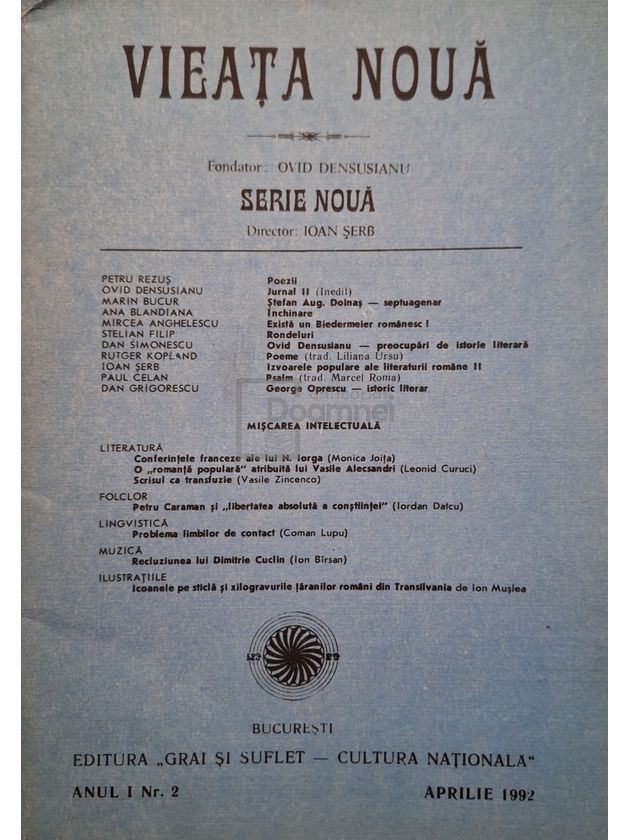 VIEAȚA NOUĂ
Fondator: OVID DENSUSIANU
SERIE NOUĂ
Director: IOAN ȘERB
PETRU REZUȘ Poezii
OVID DENSUSIANU Jurnal II (Inedit)
MARIN BUCUR Ștefan Aug. Doinaș — septuagenar
ANA BLANDIANA Închinare
MIRCEA ANGHELESCU Există un Biedermeier românesc !
STELIAN FILIP Rondeluri
DAN SIMONESCU Ovid Densusianu — preocupări de istorie literară
RUTGER KOPLAND Poeme (trad. Liliana Ursu)
IOAN ȘERB Izvoarele populare ale literaturii române II
PAUL CELAN Psalm (trad. Marcel Roma)
DAN GRIGORESCU George Oprescu — istoric literar
Doamnei
MIȘCAREA INTELECTUALĂ
LITERATURĂ
Conferințele franceze ale lui N. Iorga (Monica Joița)
O „romanță populară" atribuită lui Vasile Alecsandri (Leonid Curuci)
Scrisul ca transfuzie (Vasile Zincenco)
FOLCLOR
Petru Caraman și „libertatea absolută a conștiinței" (Iordan Datcu)
LINGVISTICĂ
Problema limbilor de contact (Coman Lupu)
MUZICĂ
Recluziunea lui Dimitrie Cuclin (Ion Bîrsan)
ILUSTRAȚIILE
Icoanele pe sticlă și xilogravurile țăranilor români din Transilvania de Ion Mușlea
BUCUREȘTI
EDITURA „GRAI ȘI SUFLET — CULTURA NAȚIONALĂ"
ANUL I Nr. 2 APRILIE 1992